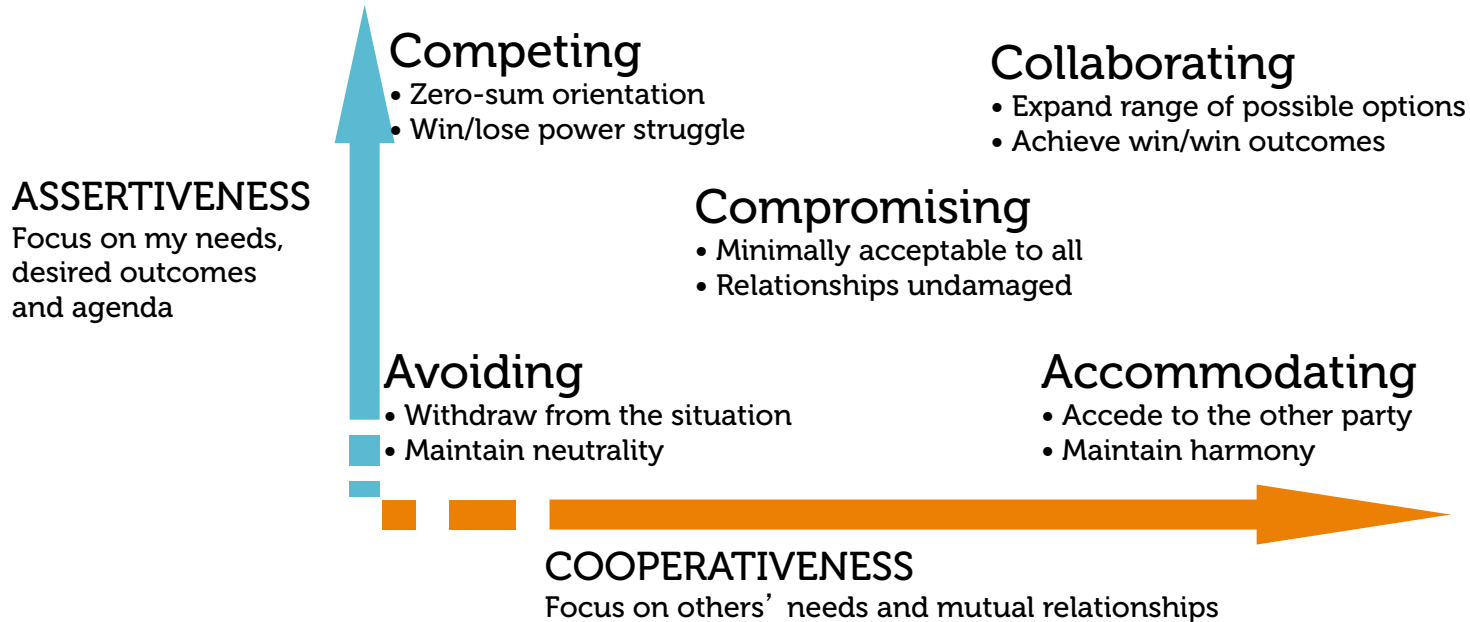 Competing
• Zero-sum orientation
• Win/lose power struggle
Collaborating
• Expand range of possible options
• Achieve win/win outcomes
ASSERTIVENESS
Focus on my needs,
desired outcomes
and agenda
Compromising
• Minimally acceptable to all
• Relationships undamaged
Avoiding
• Withdraw from the situation
• Maintain neutrality
Accommodating
• Accede to the other party
• Maintain harmony
COOPERATIVENESS
Focus on others’ needs and mutual relationships